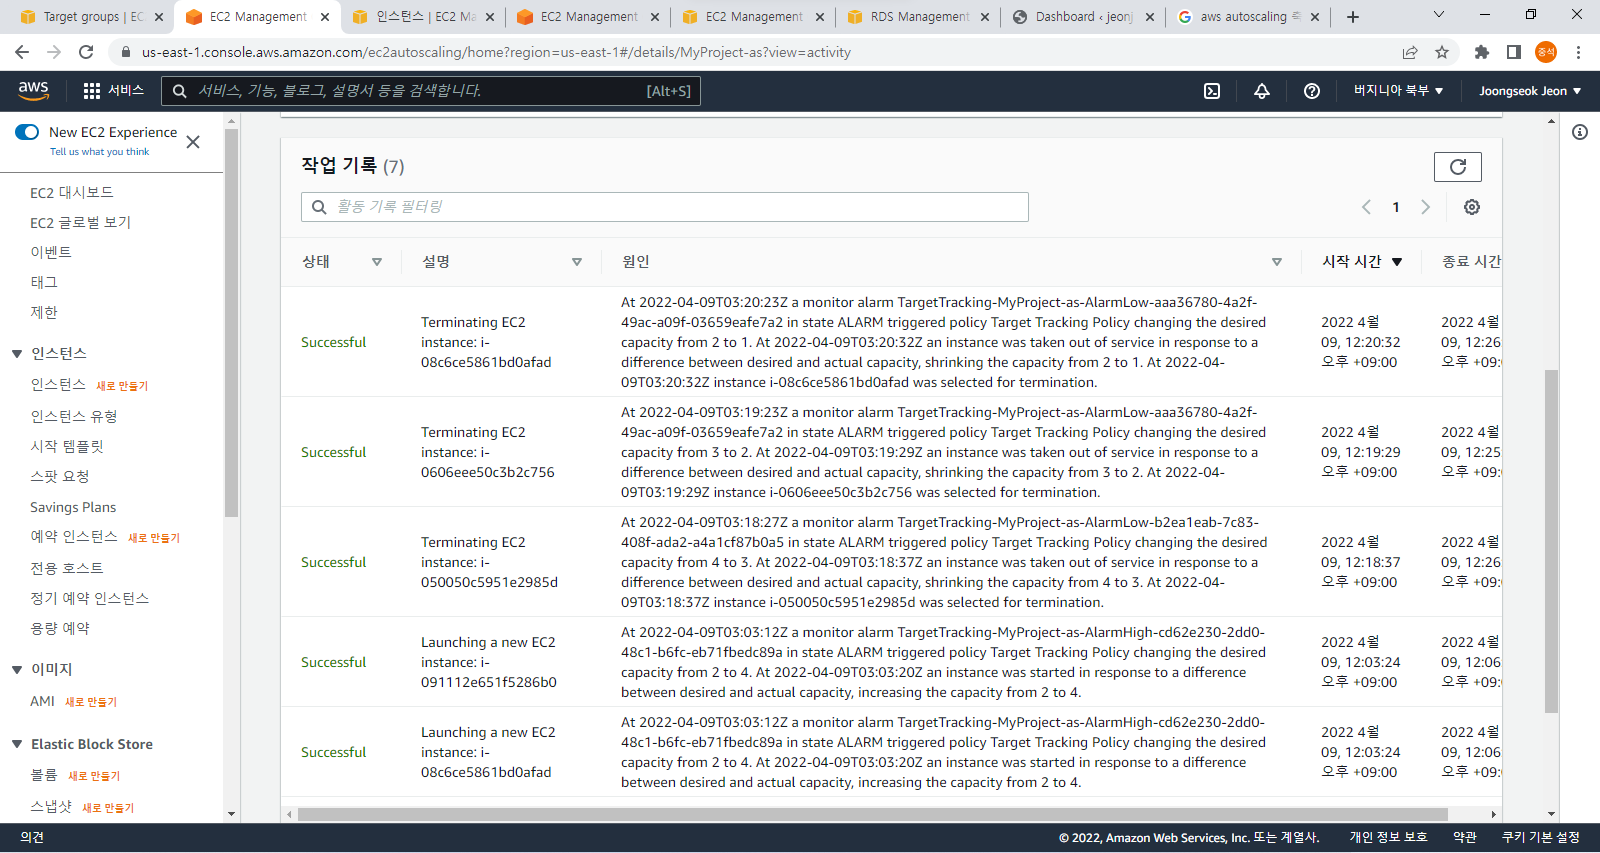 Target groups | EC
EC2 Management
인스턴스 | EC2 Ma
EC2 Management
EC2 Management
RDS Management
Dashboard ‹ jeonj
aws autoscaling
us-east-1.console.aws.amazon.com/ec2autoscaling/home?region=us-east-1#/details/MyProject-as?view=activity
중석
aws
서비스
서비스, 기능, 블로그, 설명서 등을 검색합니다.
[Alt+S]
버지니아 북부 ▼
Joongseok Jeon ▼
New EC2 Experience
Tell us what you think
EC2 대시보드
EC2 글로벌 보기
이벤트
태그
제한
인스턴스
인스턴스 새로 만들기
인스턴스 유형
시작 템플릿
스팟 요청
Savings Plans
예약 인스턴스 새로 만들기
전용 호스트
정기 예약 인스턴스
용량 예약
이미지
AMI 새로 만들기
Elastic Block Store
볼륨 새로 만들기
스냅샷 새로 만들기
작업 기록 (7)
활동 기록 필터링
1
상태
설명
원인
시작 시간
종료 시간
Successful
Terminating EC2
instance: i-
08c6ce5861bd0afad
At 2022-04-09T03:20:23Z a monitor alarm TargetTracking-MyProject-as-AlarmLow-aaa36780-4a2f-
49ac-a09f-03659eafe7a2 in state ALARM triggered policy Target Tracking Policy changing the desired
capacity from 2 to 1. At 2022-04-09T03:20:32Z an instance was taken out of service in response to a
difference between desired and actual capacity, shrinking the capacity from 2 to 1. At 2022-04-
09T03:20:32Z instance i-08c6ce5861bd0afad was selected for termination.
2022 4월
09, 12:20:32
오후 +09:00
2022 4월
09, 12:26
오후 +09:
Successful
Terminating EC2
instance: i-
0606eee50c3b2c756
At 2022-04-09T03:19:23Z a monitor alarm TargetTracking-MyProject-as-AlarmLow-aaa36780-4a2f-
49ac-a09f-03659eafe7a2 in state ALARM triggered policy Target Tracking Policy changing the desired
capacity from 3 to 2. At 2022-04-09T03:19:29Z an instance was taken out of service in response to a
difference between desired and actual capacity, shrinking the capacity from 3 to 2. At 2022-04-
09T03:19:29Z instance i-0606eee50c3b2c756 was selected for termination.
2022 4월
09, 12:19:29
오후 +09:00
2022 4월
09, 12:25
오후 +09:
Successful
Terminating EC2
instance: i-
050050c5951e2985d
At 2022-04-09T03:18:27Z a monitor alarm TargetTracking-MyProject-as-AlarmLow-b2ea1eab-7c83-
408f-ada2-a4a1cf87b0a5 in state ALARM triggered policy Target Tracking Policy changing the desired
capacity from 4 to 3. At 2022-04-09T03:18:37Z an instance was taken out of service in response to a
difference between desired and actual capacity, shrinking the capacity from 4 to 3. At 2022-04-
09T03:18:37Z instance i-050050c5951e2985d was selected for termination.
2022 4월
09, 12:18:37
오후 +09:00
2022 4월
09, 12:26
오후 +09:
Successful
Launching a new EC2
instance: i-
091112e651f5286b0
At 2022-04-09T03:03:12Z a monitor alarm TargetTracking-MyProject-as-AlarmHigh-cd62e230-2dd0-
48c1-b6fc-eb71fbedc89a in state ALARM triggered policy Target Tracking Policy changing the desired
capacity from 2 to 4. At 2022-04-09T03:03:20Z an instance was started in response to a difference
between desired and actual capacity, increasing the capacity from 2 to 4.
2022 4월
09, 12:03:24
오후 +09:00
2022 4월
09, 12:06
오후 +09:
Successful
Launching a new EC2
instance: i-
08c6ce5861bd0afad
At 2022-04-09T03:03:12Z a monitor alarm TargetTracking-MyProject-as-AlarmHigh-cd62e230-2dd0-
48c1-b6fc-eb71fbedc89a in state ALARM triggered policy Target Tracking Policy changing the desired
capacity from 2 to 4. At 2022-04-09T03:03:20Z an instance was started in response to a difference
between desired and actual capacity, increasing the capacity from 2 to 4.
2022 4월
09, 12:03:24
오후 +09:00
2022 4월
09, 12:06
오후 +09:
의견
© 2022, Amazon Web Services, Inc. 또는 계열사.
개인 정보 보호
약관
쿠키 기본 설정